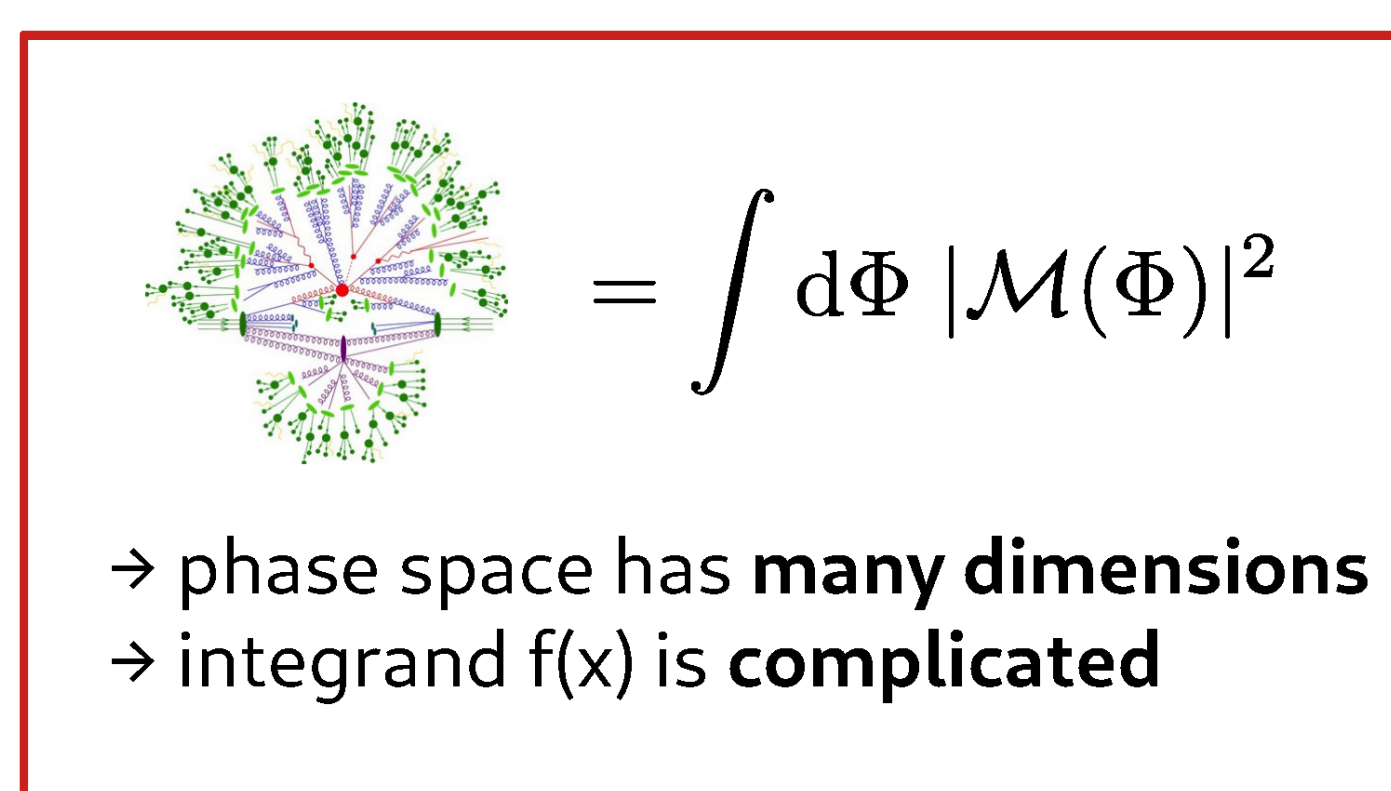 = ∫ dΦ |ℳ(Φ)|²
→ phase space has many dimensions
→ integrand f(x) is complicated